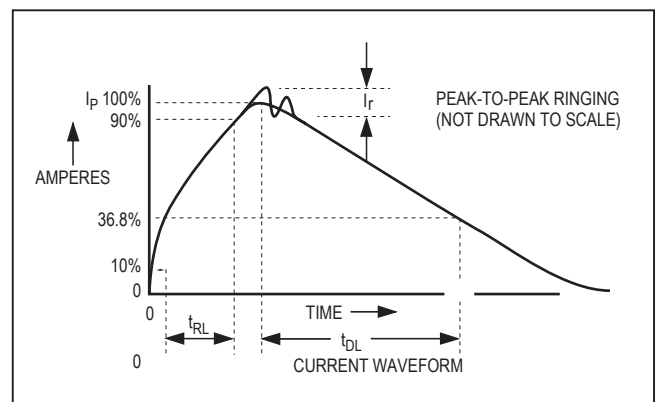 I_P 100%
90%
AMPERES
36.8%
10%
0
0
t_RL
TIME
t_DL
0
CURRENT WAVEFORM
I_r
PEAK-TO-PEAK RINGING
(NOT DRAWN TO SCALE)